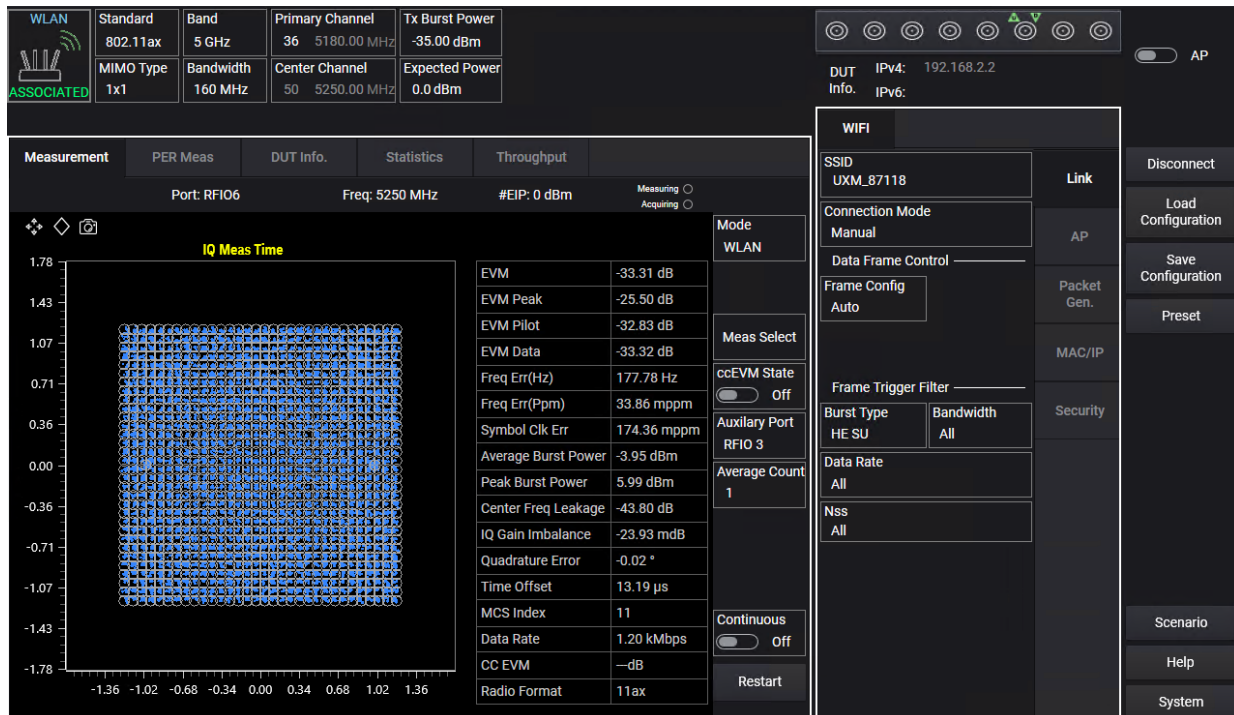 WLAN
ASSOCIATED
Standard
802.11ax
Band
5 GHz
Primary Channel
36 5180.00 MHz
Tx Burst Power
-35.00 dBm
MIMO Type
1x1
Bandwidth
160 MHz
Center Channel
50 5250.00 MHz
Expected Power
0.0 dBm
DUT Info.
IPv4: 192.168.2.2
IPv6:
AP
Measurement PER Meas DUT Info. Statistics Throughput
Port: RFIO6 Freq: 5250 MHz #EIP: 0 dBm
Measuring
Acquiring
IQ Meas Time
1.78
1.43
1.07
0.71
0.36
0.00
-0.36
-0.71
-1.07
-1.43
-1.78
-1.36 -1.02 -0.68 -0.34 0.00 0.34 0.68 1.02 1.36
EVM -33.31 dB
EVM Peak -25.50 dB
EVM Pilot -32.83 dB
EVM Data -33.32 dB
Freq Err(Hz) 177.78 Hz
Freq Err(Ppm) 33.86 mppm
Symbol Clk Err 174.36 mppm
Average Burst Power -3.95 dBm
Peak Burst Power 5.99 dBm
Center Freq Leakage -43.80 dB
IQ Gain Imbalance -23.93 mdB
Quadrature Error -0.02 °
Time Offset 13.19 µs
MCS Index 11
Data Rate 1.20 kMbps
CC EVM ---dB
Radio Format 11ax
Mode
WLAN
Meas Select
ccEVM State
Off
Auxilary Port
RFIO 3
Average Count
1
Continuous
Off
Restart
WIFI
SSID
UXM_87118
Connection Mode
Manual
Data Frame Control
Frame Config
Auto
Frame Trigger Filter
Burst Type
HE SU
Bandwidth
All
Data Rate
All
Nss
All
Link
AP
Packet
Gen.
MAC/IP
Security
Disconnect
Load
Configuration
Save
Configuration
Preset
Scenario
Help
System